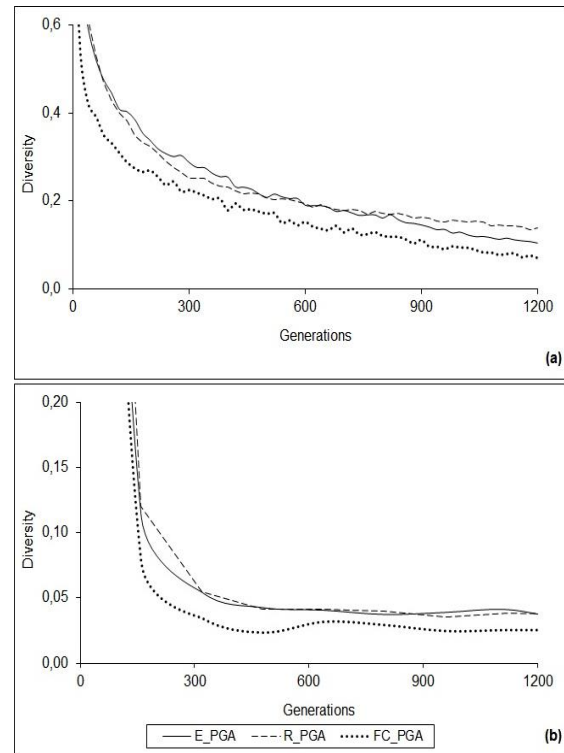 0,6
0,4
0,2
0,0
Diversity
0
300
600
900
1200
Generations
(a)
0,20
0,15
0,10
0,05
0,00
Diversity
0
300
600
900
1200
Generations
E_PGA
R_PGA
FC_PGA
(b)